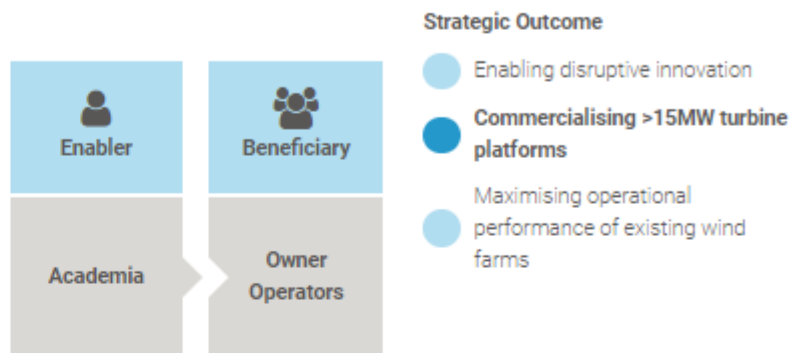 Strategic Outcome
Enabler
Beneficiary
Academia
Owner
Operators
Enabling disruptive innovation
Commercialising >15MW turbine
platforms
Maximising operational
performance of existing wind
farms